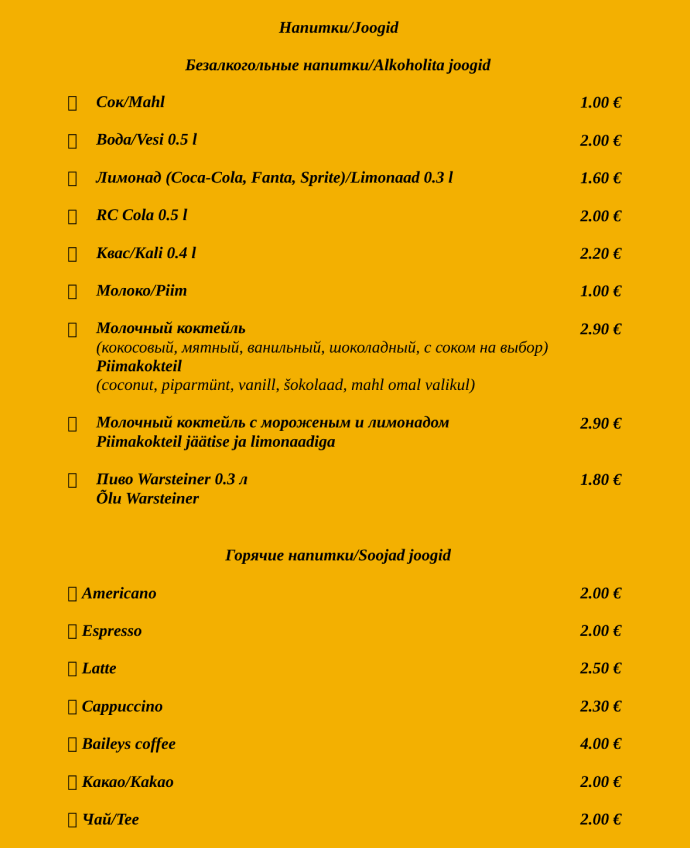 Напитки/Joogid
Безалкогольные напитки/Alkoholita joogid
Сок/Mahl 1.00 €
Вода/Vesi 0.5 l 2.00 €
Лимонад (Coca-Cola, Fanta, Sprite)/Limonaad 0.3 l 1.60 €
RC Cola 0.5 l 2.00 €
Квас/Kali 0.4 l 2.20 €
Молоко/Piim 1.00 €
Молочный коктейль 2.90 €
(кокосовый, мятный, ванильный, шоколадный, с соком на выбор)
Piimakokteil
(coconut, piparmünt, vanill, šokolaad, mahl omal valikul)
Молочный коктейль с мороженым и лимонадом 2.90 €
Piimakokteil jäätise ja limonaadiga
Пиво Warsteiner 0.3 л 1.80 €
Õlu Warsteiner
Горячие напитки/Soojad joogid
Americano 2.00 €
Espresso 2.00 €
Latte 2.50 €
Cappuccino 2.30 €
Baileys coffee 4.00 €
Какао/Kakao 2.00 €
Чай/Tee 2.00 €